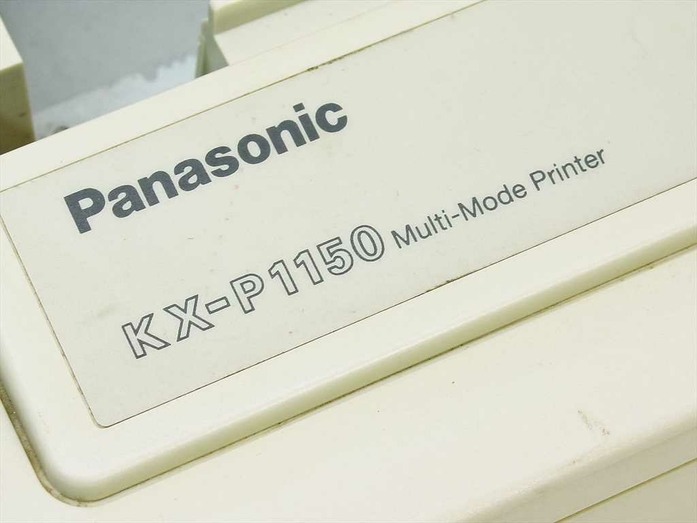 Panasonic
KX-P1150 Multi-Mode Printer